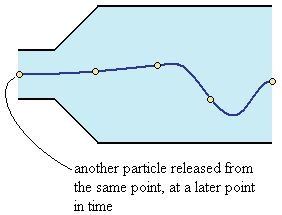 another particle released from
the same point, at a later point
in time